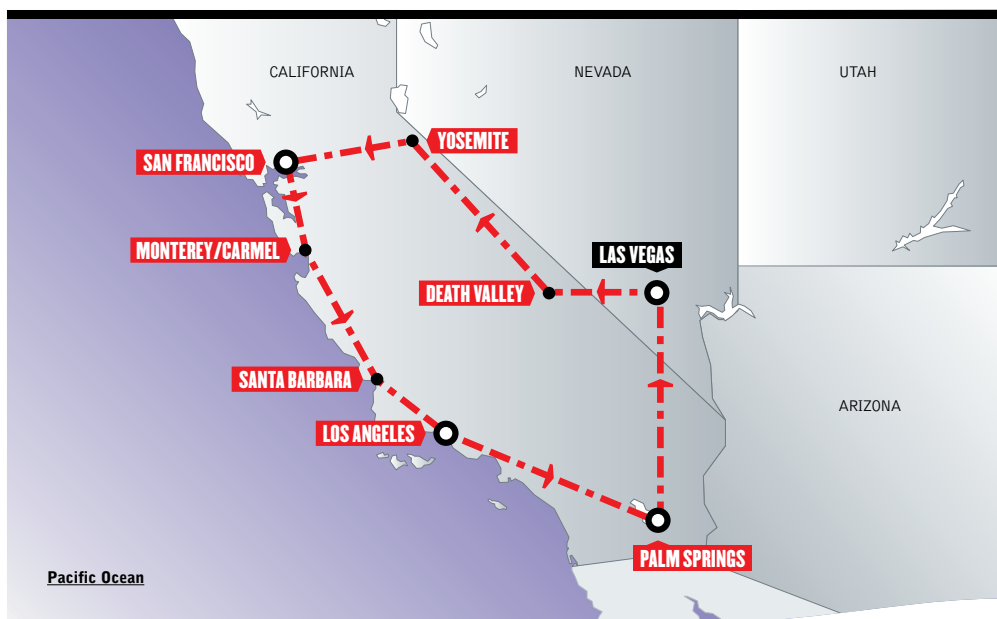 CALIFORNIA
NEVADA
UTAH
YOSEMITE
SAN FRANCISCO
MONTEREY/CARMEL
LAS VEGAS
DEATH VALLEY
SANTA BARBARA
ARIZONA
LOS ANGELES
PALM SPRINGS
Pacific Ocean